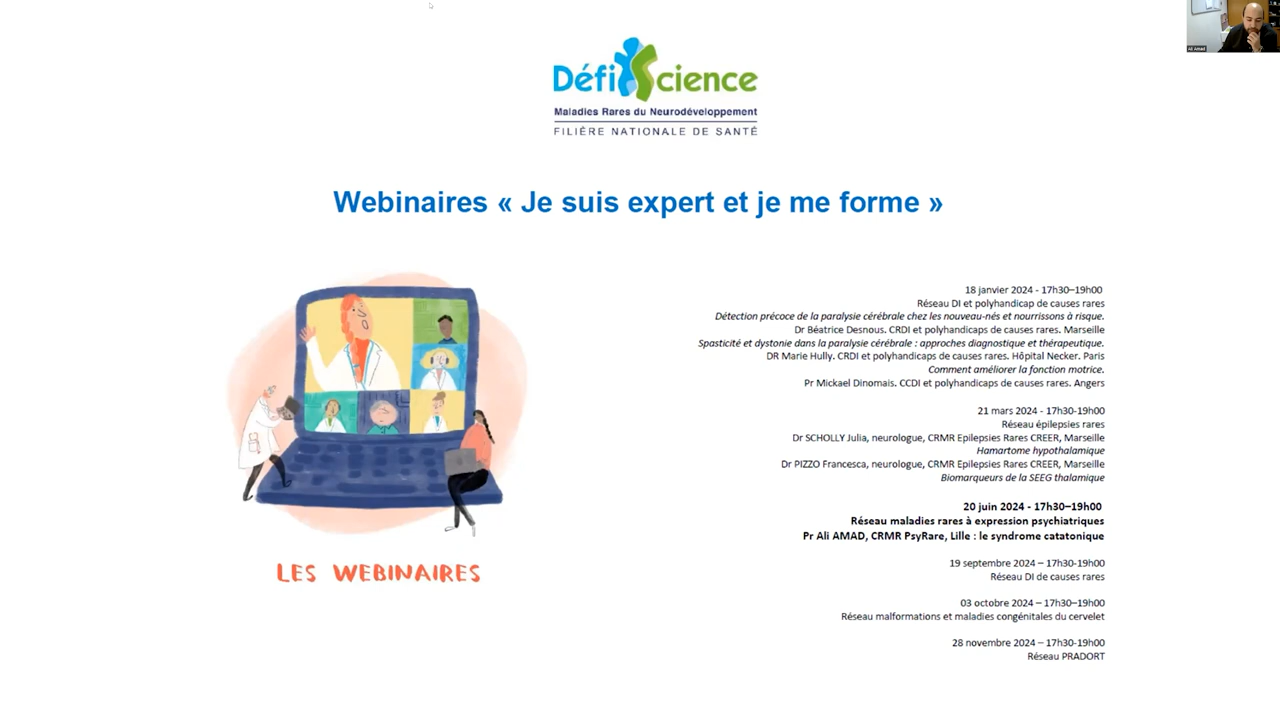 DéfiScience
Maladies Rares du Neurodéveloppement
FILIÈRE NATIONALE DE SANTÉ
Ali Amad
Webinaires « Je suis expert et je me forme »
18 janvier 2024 - 17h30–19h00
Réseau DI et polyhandicap de causes rares
Détection précoce de la paralysie cérébrale chez les nouveau-nés et nourrissons à risque.
Dr Béatrice Desnous. CRDI et polyhandicaps de causes rares. Marseille
Spasticité et dystonie dans la paralysie cérébrale : approches diagnostique et thérapeutique.
DR Marie Hully. CRDI et polyhandicaps de causes rares. Hôpital Necker. Paris
Comment améliorer la fonction motrice.
Pr Mickael Dinomais. CCDI et polyhandicaps de causes rares. Angers
21 mars 2024 - 17h30-19h00
Réseau épilepsies rares
Dr SCHOLLY Julia, neurologue, CRMR Epilepsies Rares CREER, Marseille
Hamartome hypothalamique
Dr PIZZO Francesca, neurologue, CRMR Epilepsies Rares CREER, Marseille
Biomarqueurs de la SEEG thalamique
20 juin 2024 - 17h30–19h00
Réseau maladies rares à expression psychiatriques
Pr Ali AMAD, CRMR PsyRare, Lille : le syndrome catatonique
19 septembre 2024 – 17h30-19h00
Réseau DI de causes rares
03 octobre 2024 – 17h30–19h00
Réseau malformations et maladies congénitales du cervelet
28 novembre 2024 – 17h30-19h00
Réseau PRADORT
LES WEBINAIRES